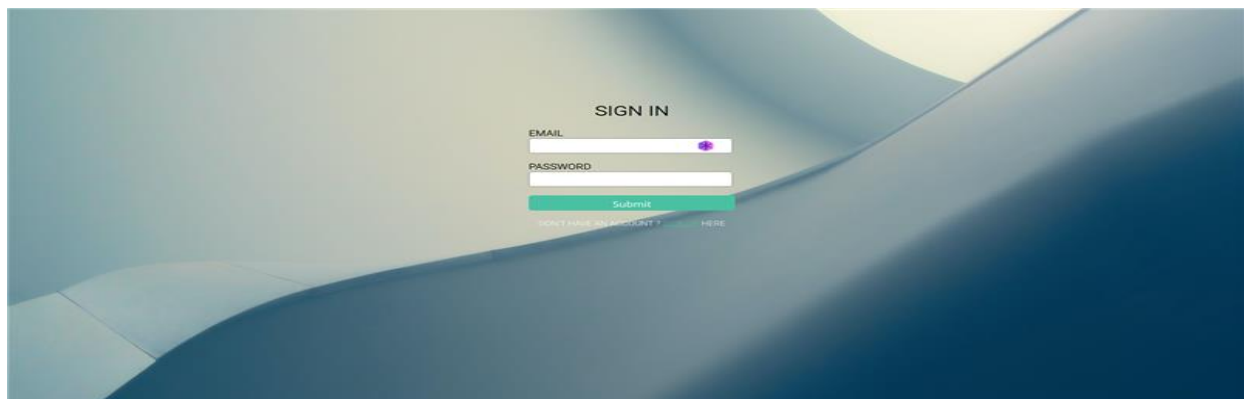 SIGN IN
EMAIL
PASSWORD
Submit
DON'T HAVE AN ACCOUNT ? HERE